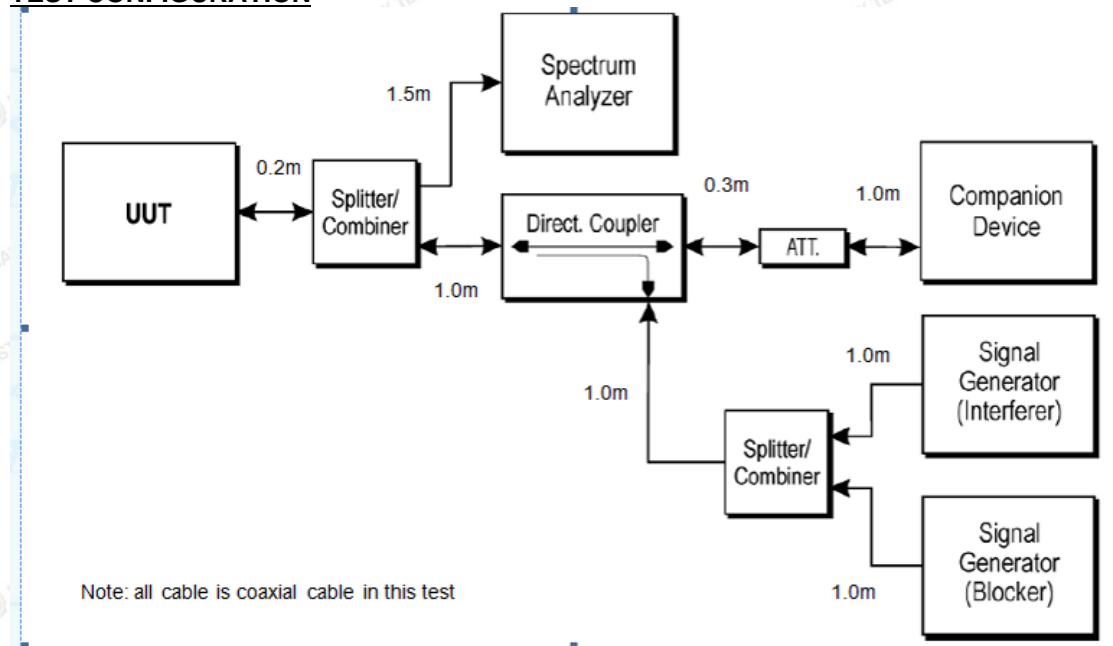 TEST CONFIGURATION
Spectrum
Analyzer
1.5m
UUT
0.2m
Splitter/
Combiner
1.0m
Direct. Coupler
0.3m
ATT.
1.0m
Companion
Device
1.0m
Splitter/
Combiner
1.0m
Signal
Generator
(Interferer)
1.0m
Signal
Generator
(Blocker)
Note: all cable is coaxial cable in this test